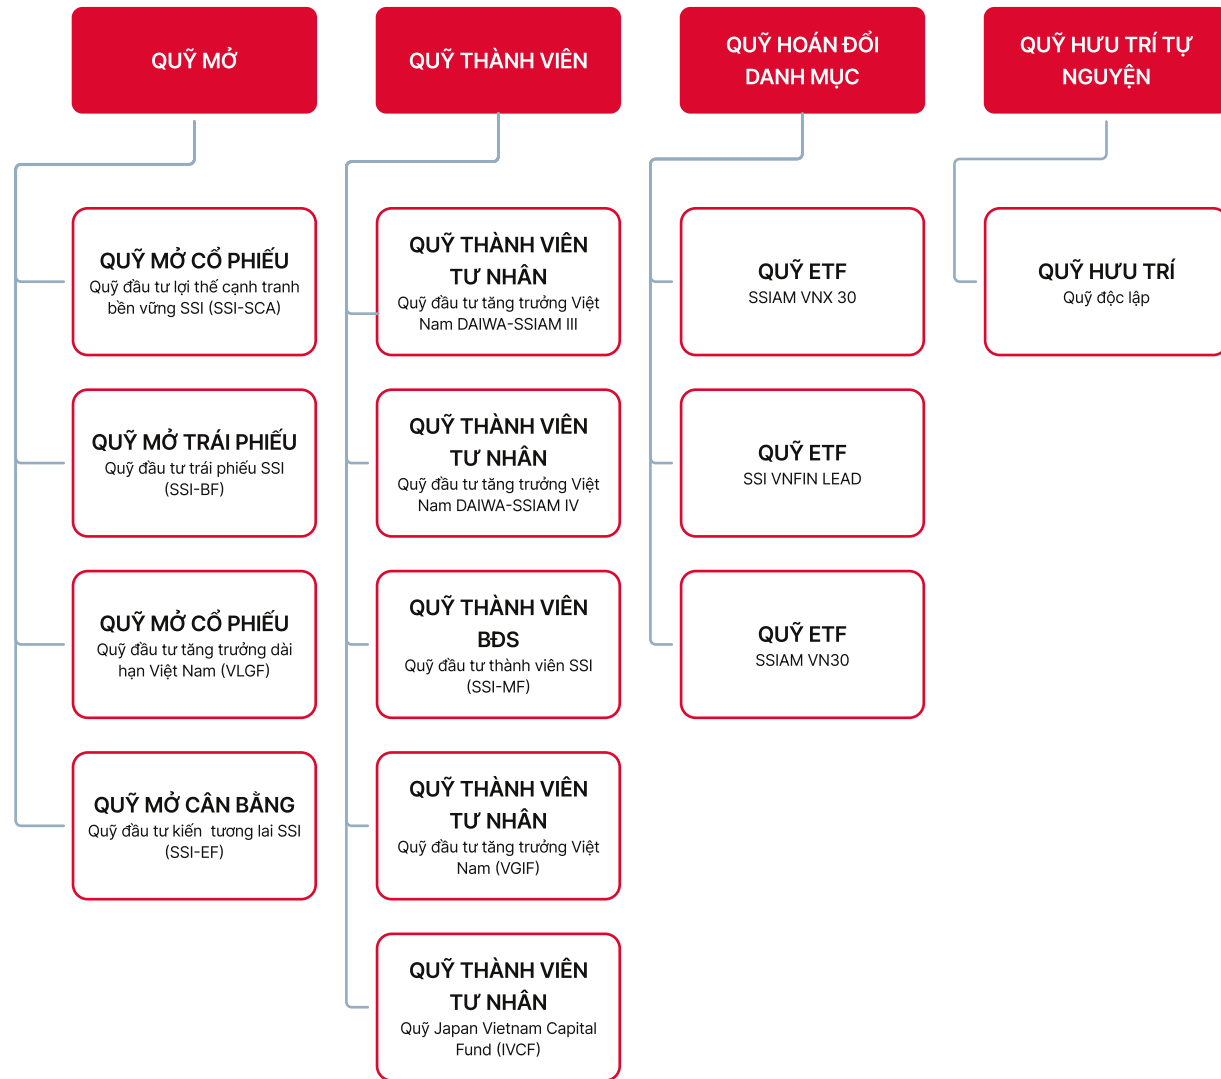 QUỸ MỞ
QUỸ MỞ CỔ PHIẾU
Quỹ đầu tư lợi thế cạnh tranh
bền vững SSI (SSI-SCA)
QUỸ MỞ TRÁI PHIẾU
Quỹ đầu tư trái phiếu SSI
(SSI-BF)
QUỸ MỞ CỔ PHIẾU
Quỹ đầu tư tăng trưởng dài
hạn Việt Nam (VLGF)
QUỸ MỞ CÂN BẰNG
Quỹ đầu tư kiến  tương lai SSI
(SSI-EF)
QUỸ THÀNH VIÊN
QUỸ THÀNH VIÊN
TƯ NHÂN
Quỹ đầu tư tăng trưởng Việt
Nam DAIWA-SSIAM III
QUỸ THÀNH VIÊN
TƯ NHÂN
Quỹ đầu tư tăng trưởng Việt
Nam DAIWA-SSIAM IV
QUỸ THÀNH VIÊN
BĐS
Quỹ đầu tư thành viên SSI
(SSI-MF)
QUỸ THÀNH VIÊN
TƯ NHÂN
Quỹ đầu tư tăng trưởng Việt
Nam (VGIF)
QUỸ THÀNH VIÊN
TƯ NHÂN
Quỹ Japan Vietnam Capital
Fund (IVCF)
QUỸ HOÁN ĐỔI
DANH MỤC
QUỸ ETF
SSIAM VNX 30
QUỸ ETF
SSI VNFIN LEAD
QUỸ ETF
SSIAM VN30
QUỸ HƯU TRÍ TỰ
NGUYỆN
QUỸ HƯU TRÍ
Quỹ độc lập